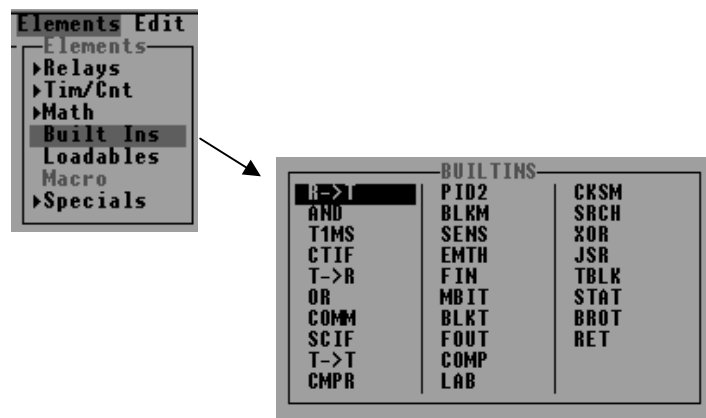 Elements Edit
Elements
▸Relays
▸Tim/Cnt
▸Math
Built Ins
Loadables
Macro
▸Specials
BUILTINS
R->T PID2 CKSM
AND BLKM SRCH
T1MS SENS XOR
CTIF EMTH JSR
T->R FIN TBLK
OR MBIT STAT
COMM BLKT BROT
SCIF FOUT RET
T->T COMP
CMPR LAB